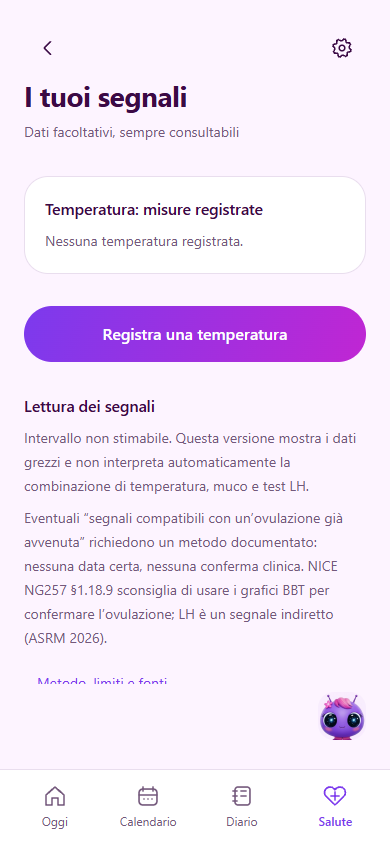 I tuoi segnali
Dati facoltativi, sempre consultabili
Temperatura: misure registrate
Nessuna temperatura registrata.
Registra una temperatura
Lettura dei segnali
Intervallo non stimabile. Questa versione mostra i dati
grezzi e non interpreta automaticamente la
combinazione di temperatura, muco e test LH.
Eventuali “segnali compatibili con un’ovulazione già
avvenuta” richiedono un metodo documentato:
nessuna data certa, nessuna conferma clinica. NICE
NG257 §1.18.9 sconsiglia di usare i grafici BBT per
confermare l’ovulazione; LH è un segnale indiretto
(ASRM 2026).
Metodo, limiti e fonti
Oggi
Calendario
Diario
Salute